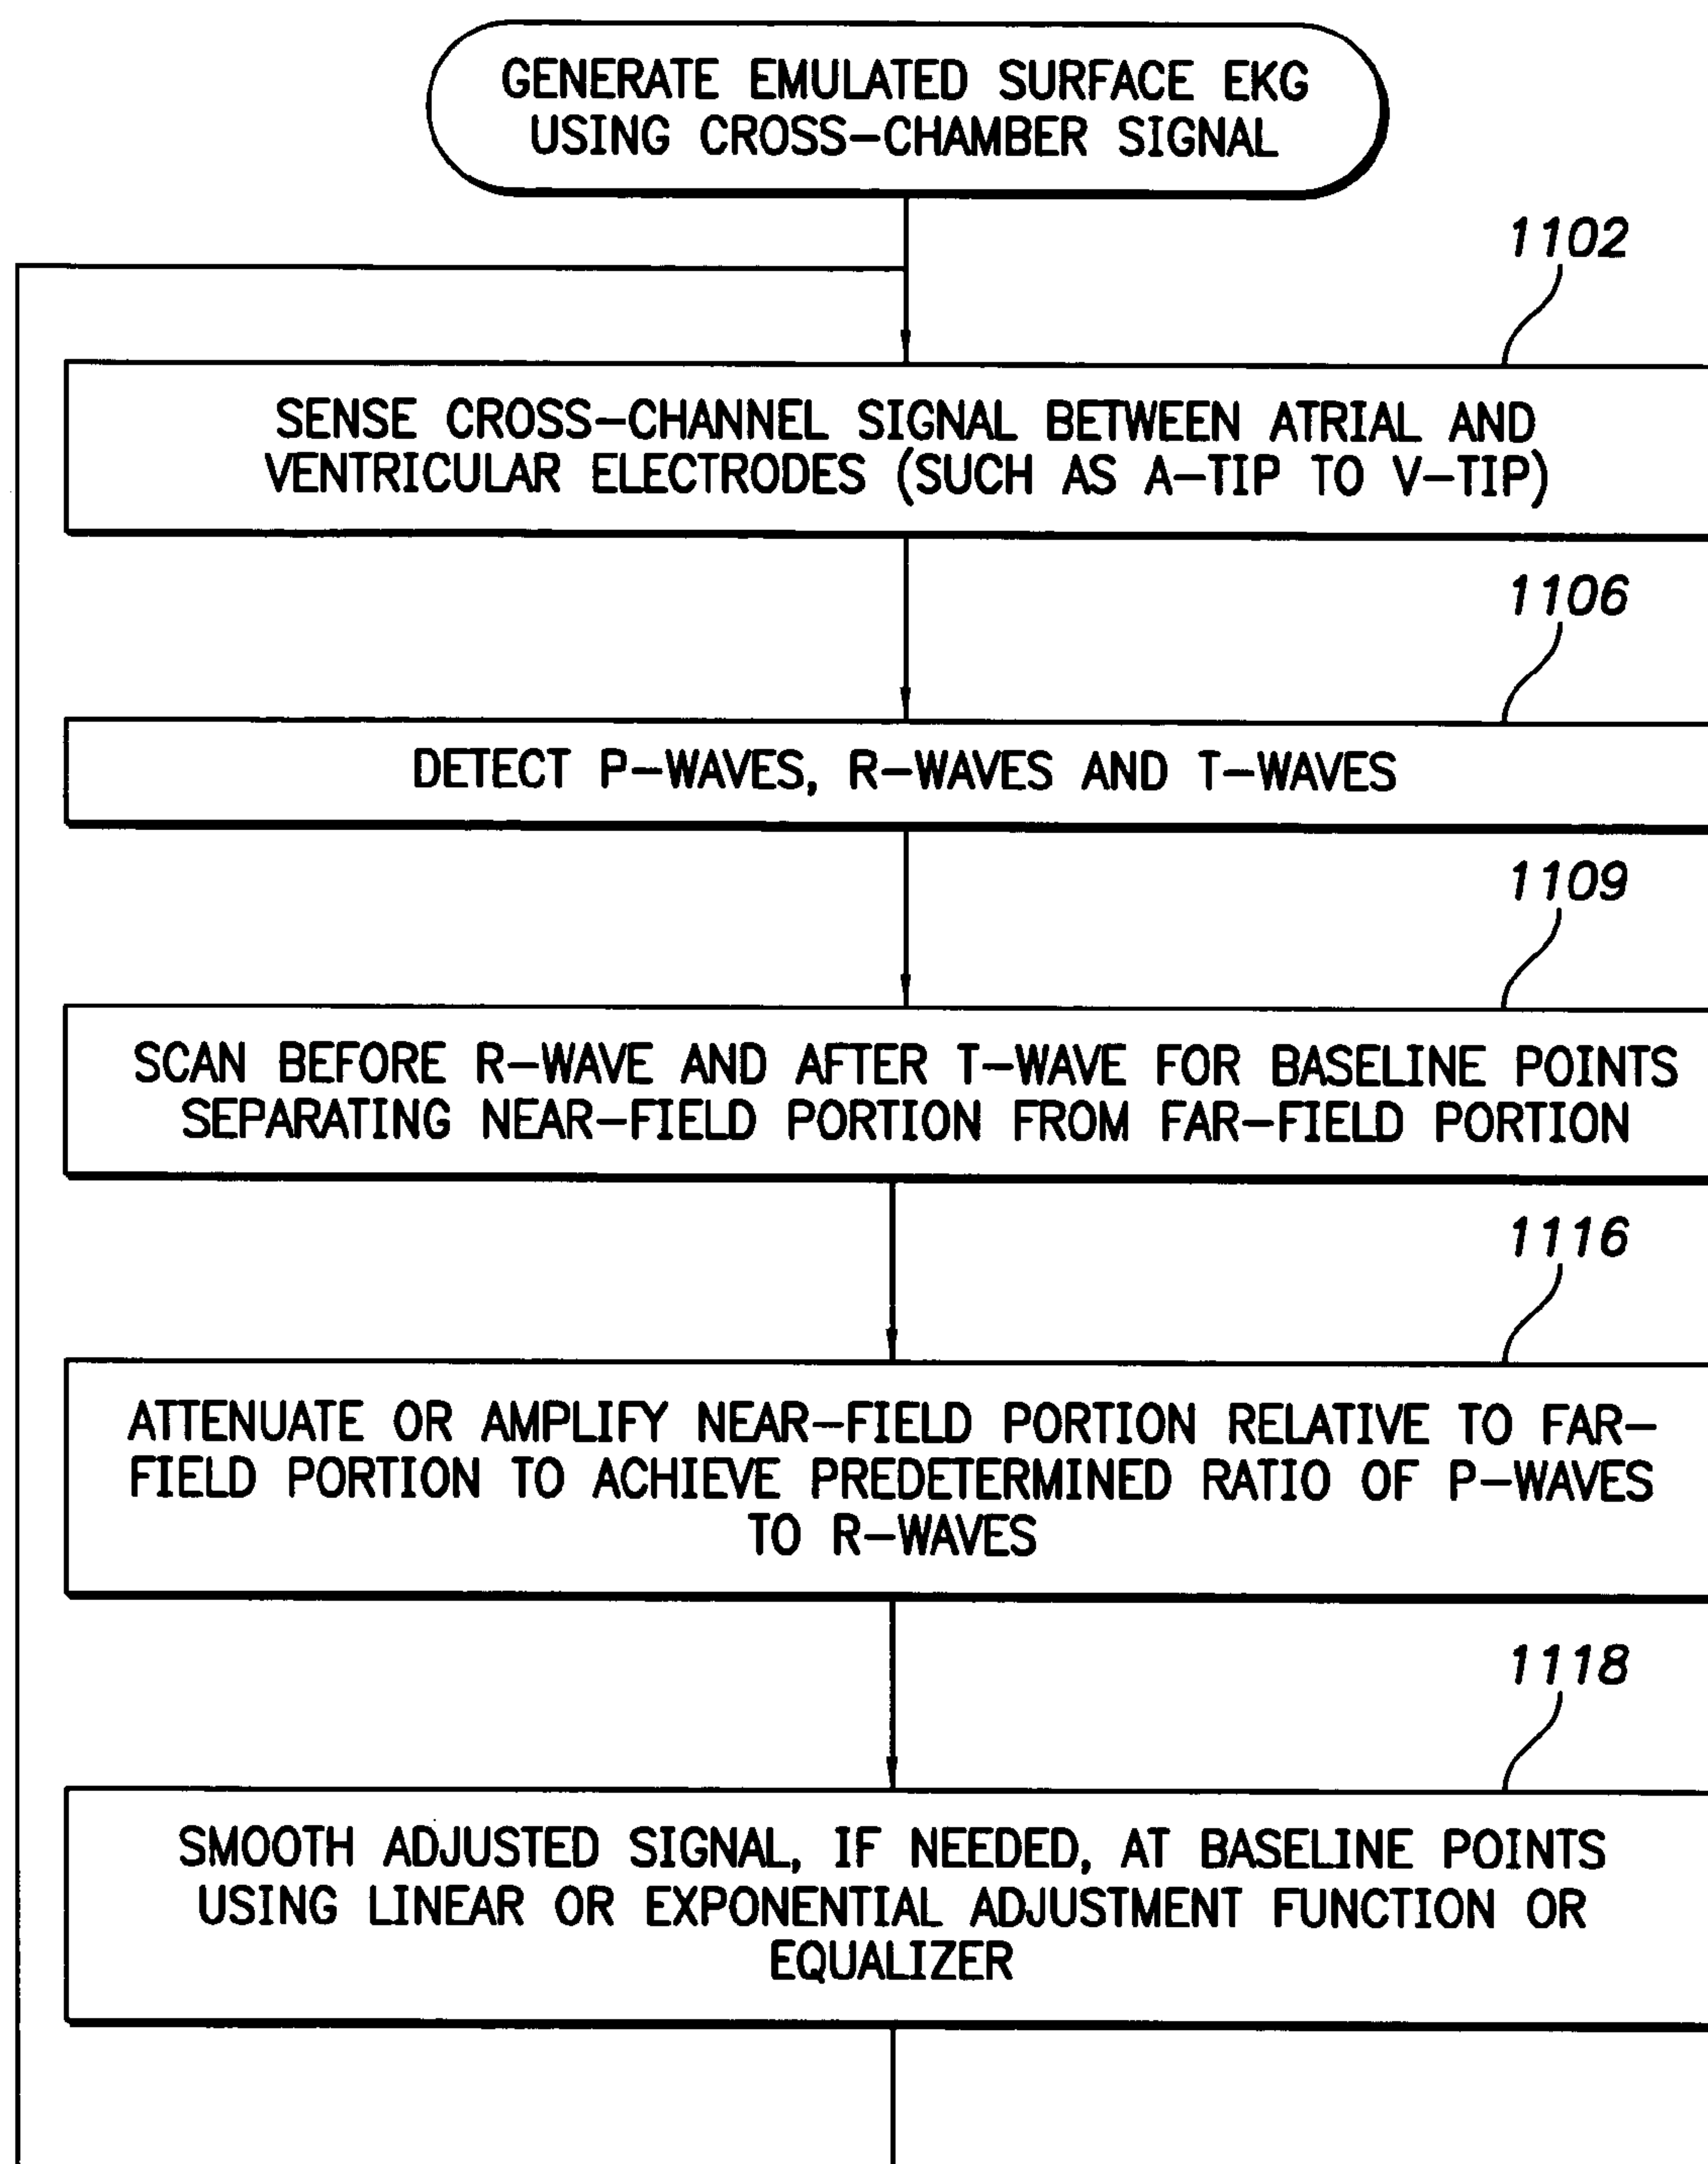 GENERATE EMULATED SURFACE EKG
USING CROSS-CHAMBER SIGNAL
1102
SENSE CROSS-CHANNEL SIGNAL BETWEEN ATRIAL AND
VENTRICULAR ELECTRODES (SUCH AS A-TIP TO V-TIP)
1106
DETECT P-WAVES, R-WAVES AND T-WAVES
1109
SCAN BEFORE R-WAVE AND AFTER T-WAVE FOR BASELINE POINTS
SEPARATING NEAR-FIELD PORTION FROM FAR-FIELD PORTION
1116
ATTENUATE OR AMPLIFY NEAR-FIELD PORTION RELATIVE TO FAR-
FIELD PORTION TO ACHIEVE PREDETERMINED RATIO OF P-WAVES
TO R-WAVES
1118
SMOOTH ADJUSTED SIGNAL, IF NEEDED, AT BASELINE POINTS
USING LINEAR OR EXPONENTIAL ADJUSTMENT FUNCTION OR
EQUALIZER